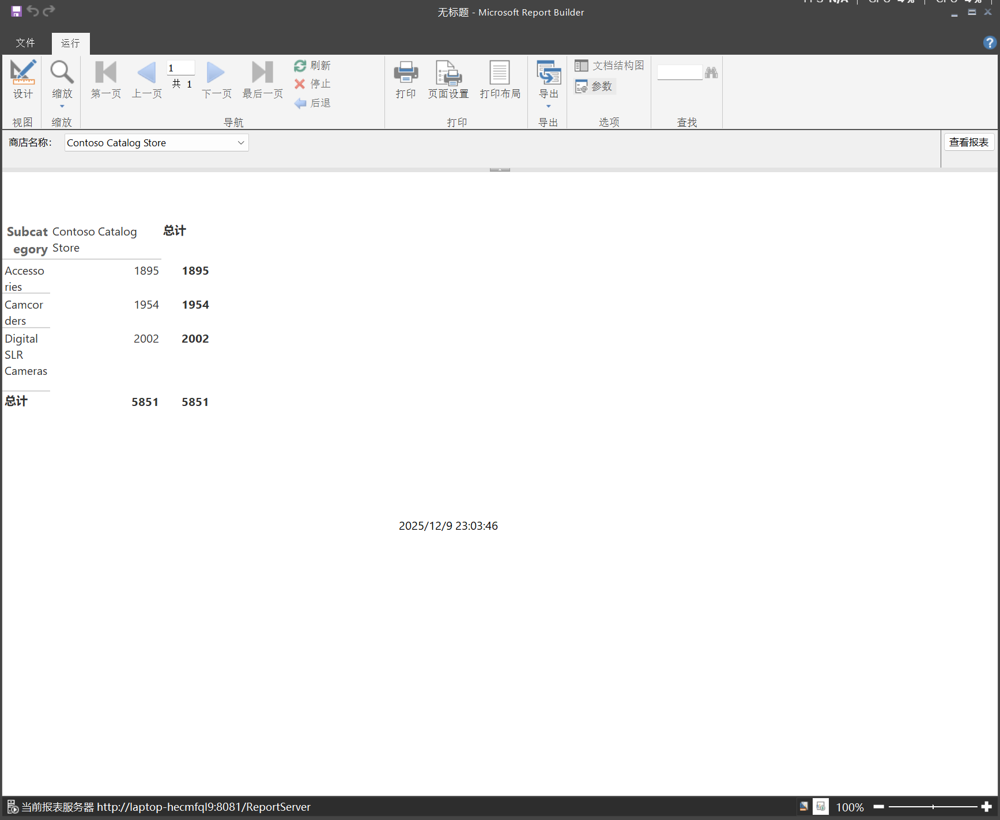 无标题 - Microsoft Report Builder
文件
运行
设计
缩放
第一页
上一页
1
共 1
下一页
最后一页
刷新
停止
后退
打印
页面设置
打印布局
导出
文档结构图
参数
视图
缩放
导航
打印
导出
选项
查找
商店名称:
Contoso Catalog Store
查看报表
Subcat Contoso Catalog 总计
egory Store
Accesso 1895 1895
ries
Camcor 1954 1954
ders
Digital 2002 2002
SLR
Cameras
总计 5851 5851
2025/12/9 23:03:46
当前报表服务器 http://laptop-hecmfql9:8081/ReportServer
100%